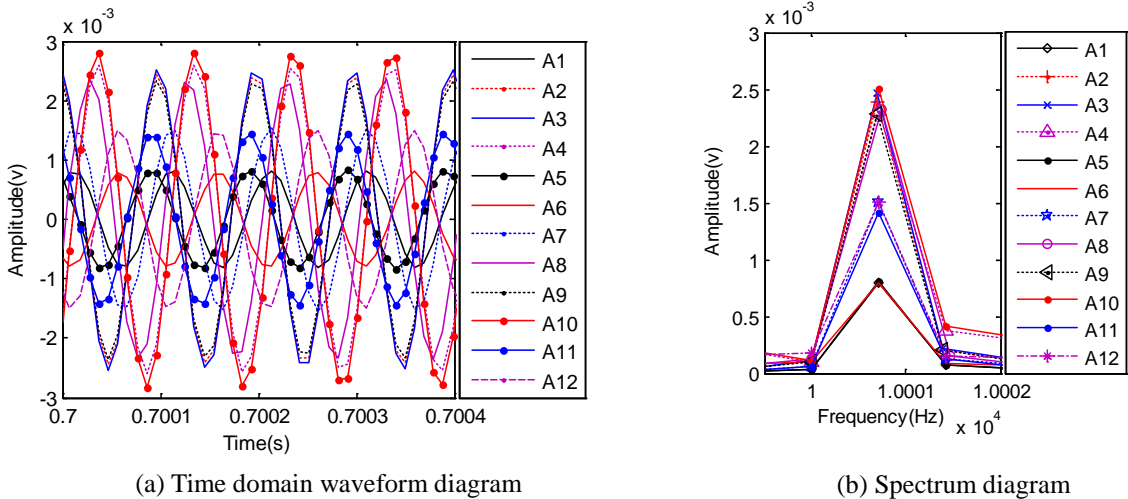 x 10⁻³
3
2
1
0
-1
-2
-3
Amplitude(v)
0.7 0.7001 0.7002 0.7003 0.7004
Time(s)
A1
A2
A3
A4
A5
A6
A7
A8
A9
A10
A11
A12
(a) Time domain waveform diagram
x 10⁻³
3
2.5
2
1.5
1
0.5
0
Amplitude(v)
1 1.0001 1.0002
Frequency(Hz)
x 10⁴
A1
A2
A3
A4
A5
A6
A7
A8
A9
A10
A11
A12
(b) Spectrum diagram